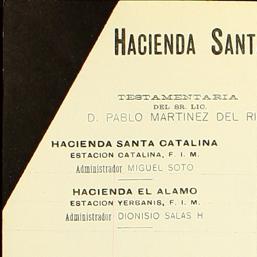 HACIENDA SANT
TESTAMENTARIA
DEL SR. LIC.
D. PABLO MARTINEZ DEL RI
HACIENDA SANTA CATALINA
ESTACION CATALINA, F. I. M.
Administrador MIGUEL SOTO
HACIENDA EL ALAMO
ESTACION YERBANIS, F. I. M.
Administrador DIONISIO SALAS H